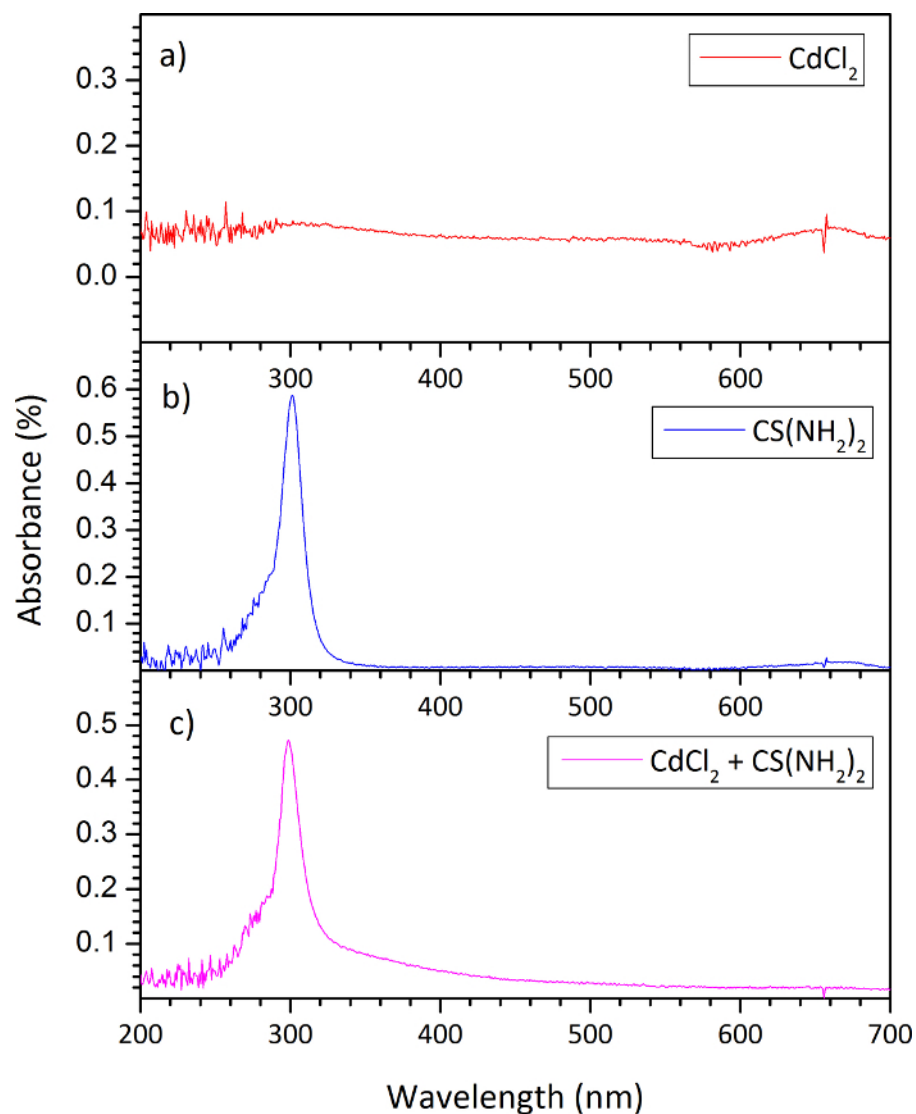 a)
CdCl₂
0.3
0.2
0.1
0.0
300 400 500 600
b)
CS(NH₂)₂
0.6
0.5
0.4
0.3
0.2
0.1
Absorbance (%)
300 400 500 600
c)
CdCl₂ + CS(NH₂)₂
0.5
0.4
0.3
0.2
0.1
200 300 400 500 600 700
Wavelength (nm)